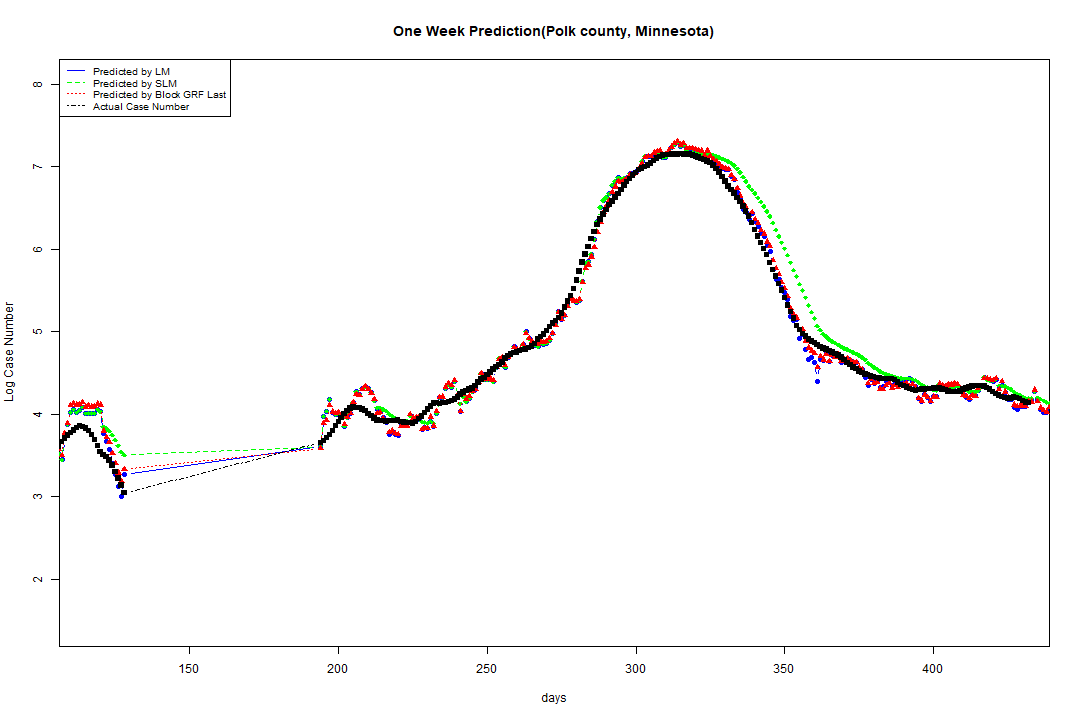 One Week Prediction(Polk county, Minnesota)
Predicted by LM
Predicted by SLM
Predicted by Block GRF Last
Actual Case Number
8
7
6
5
4
3
2
Log Case Number
150 200 250 300 350 400
days